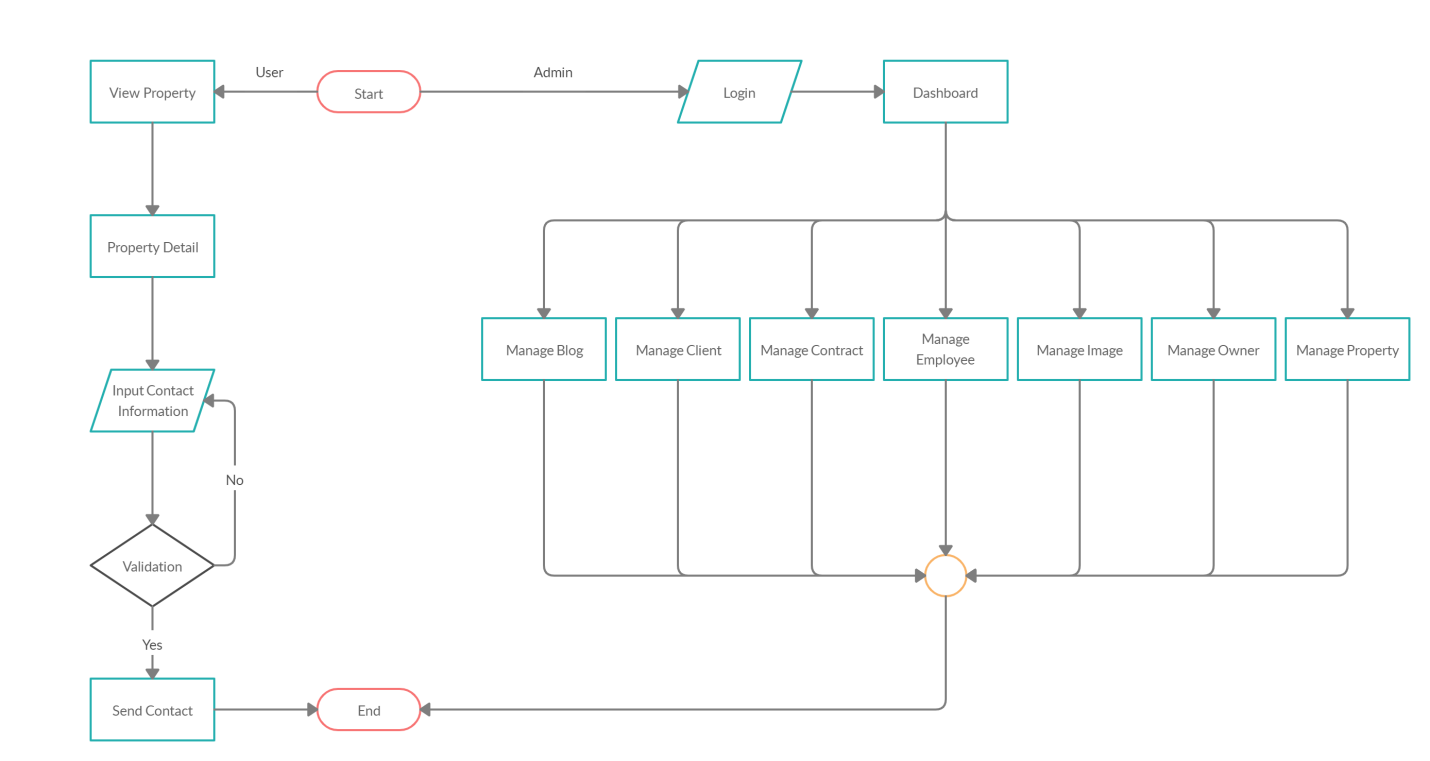 User
Admin
View Property
Start
Login
Dashboard
Property Detail
Manage Blog
Manage Client
Manage Contract
Manage
Employee
Manage Image
Manage Owner
Manage Property
Input Contact
Information
No
Validation
Yes
Send Contact
End